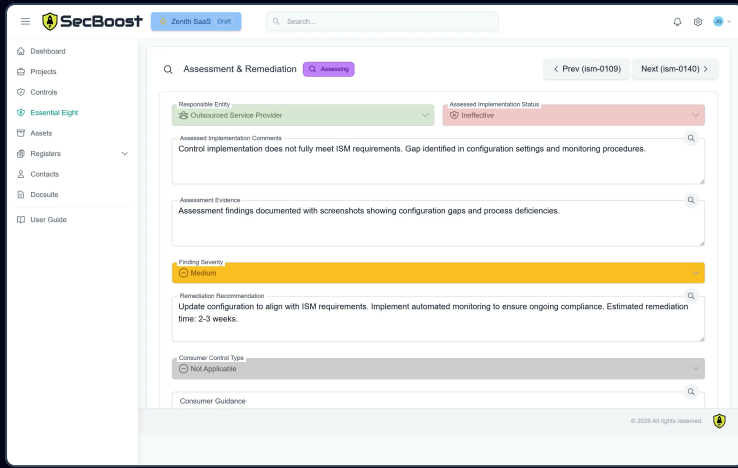 SecBoost
Zenith SaaS Draft
Search...
JG
Dashboard
Projects
Controls
Essential Eight
Assets
Registers
Contacts
Docsuite
User Guide
Assessment & Remediation
Assessing
Prev (ism-0109)
Next (ism-0140)
Responsible Entity
Outsourced Service Provider
Assessed Implementation Status
Ineffective
Assessed Implementation Comments
Control implementation does not fully meet ISM requirements. Gap identified in configuration settings and monitoring procedures.
Assessment Evidence
Assessment findings documented with screenshots showing configuration gaps and process deficiencies.
Finding Severity
Medium
Remediation Recommendation
Update configuration to align with ISM requirements. Implement automated monitoring to ensure ongoing compliance. Estimated remediation
time: 2-3 weeks.
Consumer Control Type
Not Applicable
Consumer Guidance
© 2026 All rights reserved.